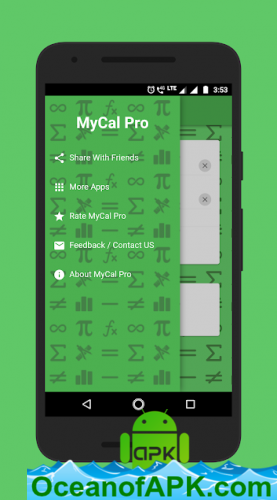 LTE 3:53
MyCal Pro
Share With Friends
More Apps
Rate MyCal Pro
Feedback / Contact US
About MyCal Pro
APK
OceanofAPK.com